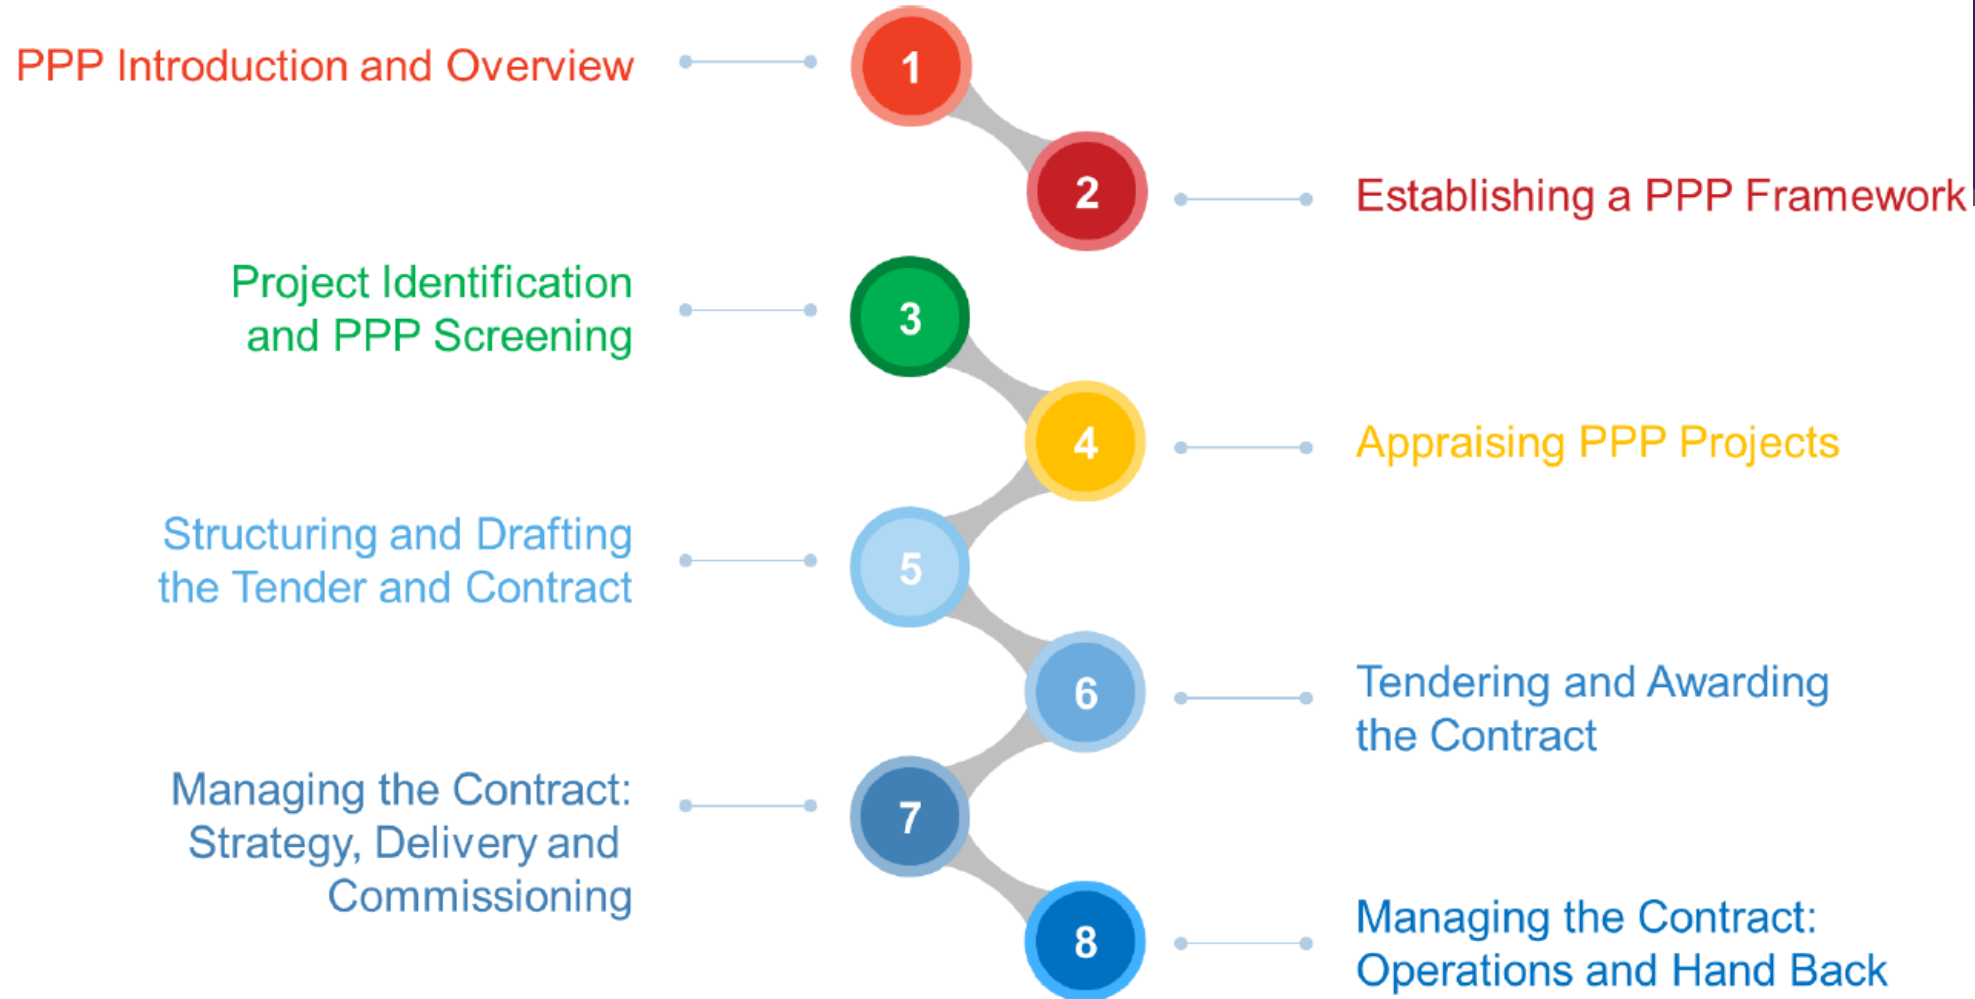 PPP Introduction and Overview
1
2
Establishing a PPP Framework
Project Identification
and PPP Screening
3
4
Appraising PPP Projects
Structuring and Drafting
the Tender and Contract
5
6
Tendering and Awarding
the Contract
Managing the Contract:
Strategy, Delivery and
Commissioning
7
8
Managing the Contract:
Operations and Hand Back